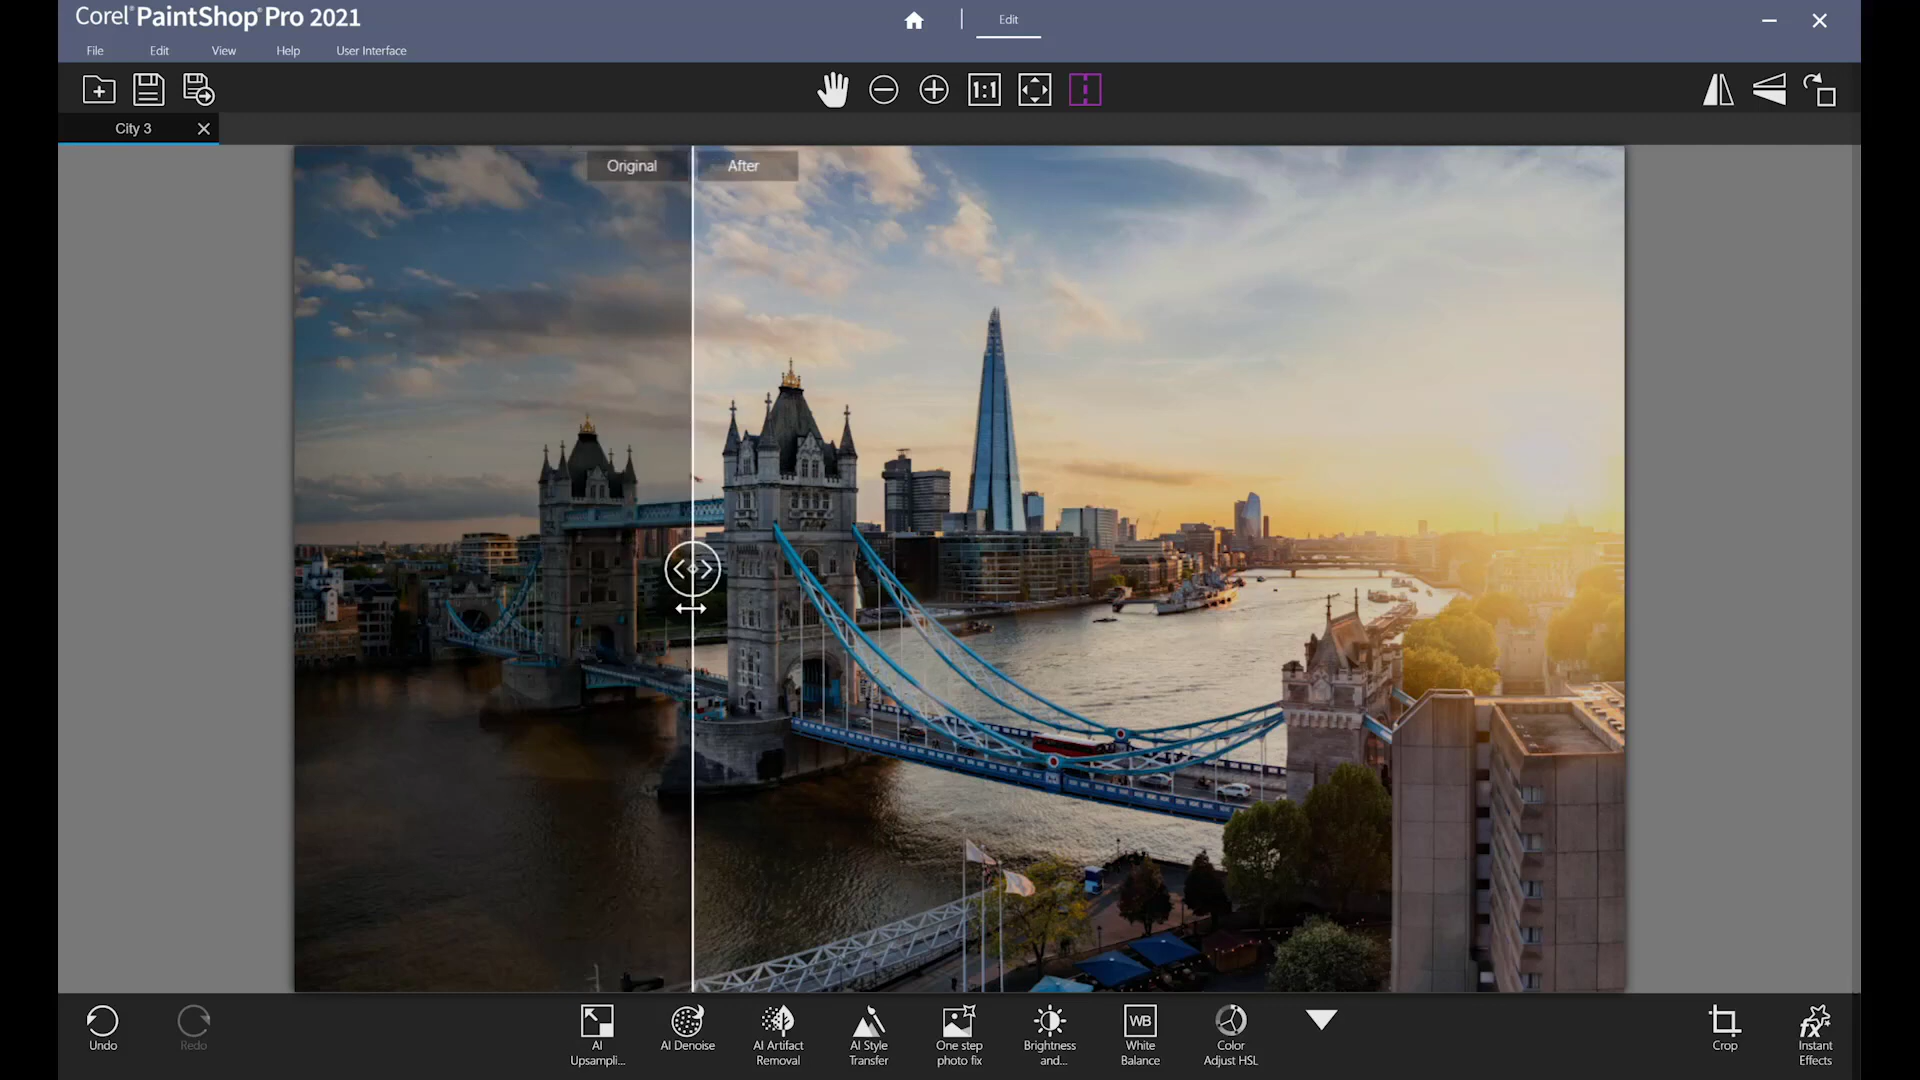 Corel® PaintShop® Pro 2021
Edit
File Edit View Help User Interface
1:1
City 3
Original After
Undo
Redo
AI
Upsampli...
AI Denoise
AI Artifact
Removal
AI Style
Transfer
One step
photo fix
Brightness
and...
WB
White
Balance
Color
Adjust HSL
Crop
fx
Instant
Effects